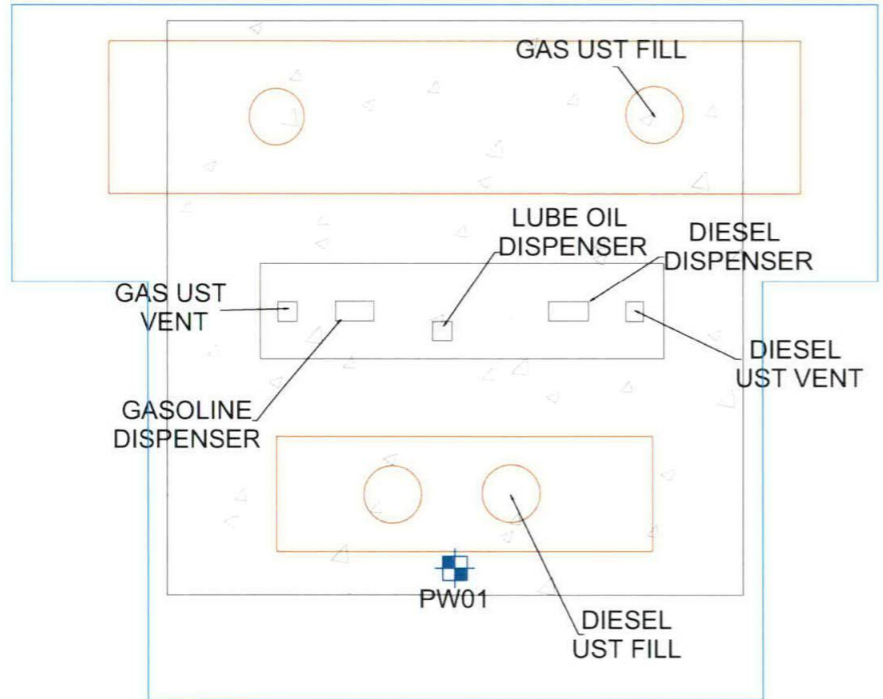 GAS UST FILL
LUBE OIL
DISPENSER
DIESEL
DISPENSER
GAS UST
VENT
DIESEL
UST VENT
GASOLINE
DISPENSER
PW01
DIESEL
UST FILL